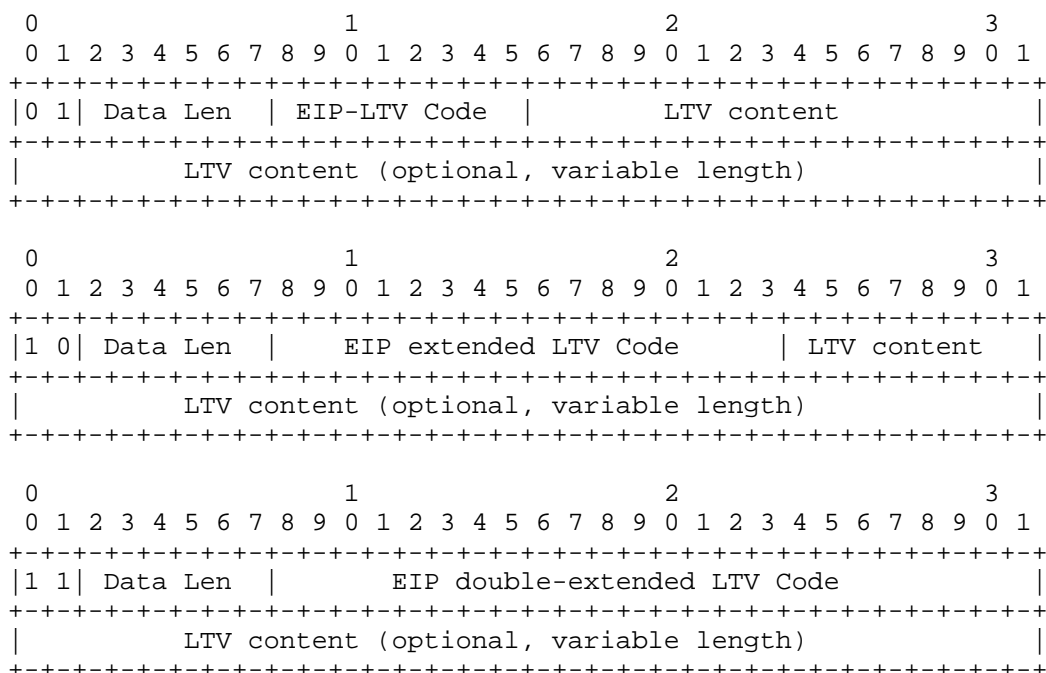 0                   1                   2                   3
 0 1 2 3 4 5 6 7 8 9 0 1 2 3 4 5 6 7 8 9 0 1 2 3 4 5 6 7 8 9 0 1
+-+-+-+-+-+-+-+-+-+-+-+-+-+-+-+-+-+-+-+-+-+-+-+-+-+-+-+-+-+-+-+-+
|0 1| Data Len  | EIP-LTV Code  |        LTV content            |
+-+-+-+-+-+-+-+-+-+-+-+-+-+-+-+-+-+-+-+-+-+-+-+-+-+-+-+-+-+-+-+-+
|          LTV content (optional, variable length)              |
+-+-+-+-+-+-+-+-+-+-+-+-+-+-+-+-+-+-+-+-+-+-+-+-+-+-+-+-+-+-+-+-+

 0                   1                   2                   3
 0 1 2 3 4 5 6 7 8 9 0 1 2 3 4 5 6 7 8 9 0 1 2 3 4 5 6 7 8 9 0 1
+-+-+-+-+-+-+-+-+-+-+-+-+-+-+-+-+-+-+-+-+-+-+-+-+-+-+-+-+-+-+-+-+
|1 0| Data Len  |    EIP extended LTV Code      | LTV content   |
+-+-+-+-+-+-+-+-+-+-+-+-+-+-+-+-+-+-+-+-+-+-+-+-+-+-+-+-+-+-+-+-+
|          LTV content (optional, variable length)              |
+-+-+-+-+-+-+-+-+-+-+-+-+-+-+-+-+-+-+-+-+-+-+-+-+-+-+-+-+-+-+-+-+

 0                   1                   2                   3
 0 1 2 3 4 5 6 7 8 9 0 1 2 3 4 5 6 7 8 9 0 1 2 3 4 5 6 7 8 9 0 1
+-+-+-+-+-+-+-+-+-+-+-+-+-+-+-+-+-+-+-+-+-+-+-+-+-+-+-+-+-+-+-+-+
|1 1| Data Len  |       EIP double-extended LTV Code            |
+-+-+-+-+-+-+-+-+-+-+-+-+-+-+-+-+-+-+-+-+-+-+-+-+-+-+-+-+-+-+-+-+
|          LTV content (optional, variable length)              |
+-+-+-+-+-+-+-+-+-+-+-+-+-+-+-+-+-+-+-+-+-+-+-+-+-+-+-+-+-+-+-+-+